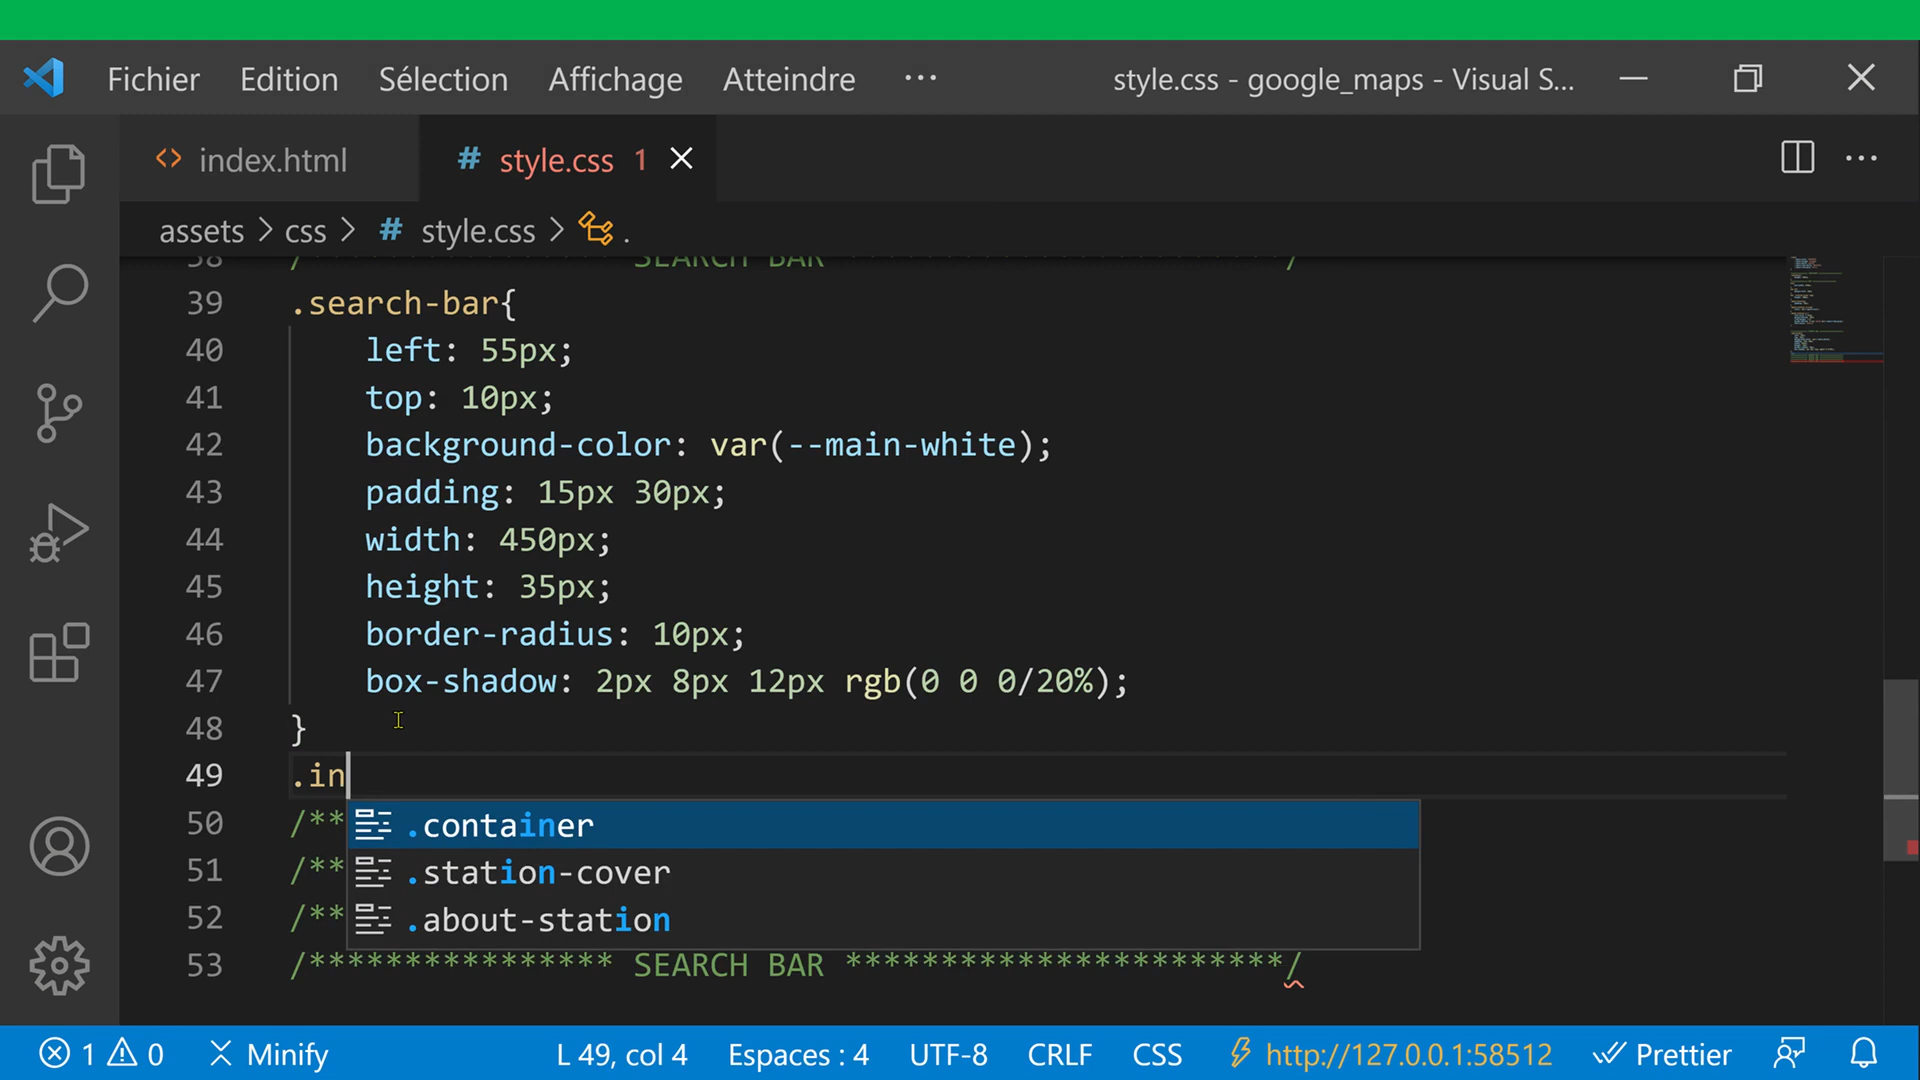 Fichier Edition Sélection Affichage Atteindre ··· style.css - google_maps - Visual S...
index.html # style.css 1
assets > css > # style.css > .
38 /**************** SEARCH BAR ***********************/
39 .search-bar{
40 left: 55px;
41 top: 10px;
42 background-color: var(--main-white);
43 padding: 15px 30px;
44 width: 450px;
45 height: 35px;
46 border-radius: 10px;
47 box-shadow: 2px 8px 12px rgb(0 0 0/20%);
48 }
49 .in
50 /** .container
51 /** .station-cover
52 /** .about-station
53 /**************** SEARCH BAR ***********************/
1 0 Minify L 49, col 4 Espaces : 4 UTF-8 CRLF CSS http://127.0.0.1:58512 Prettier